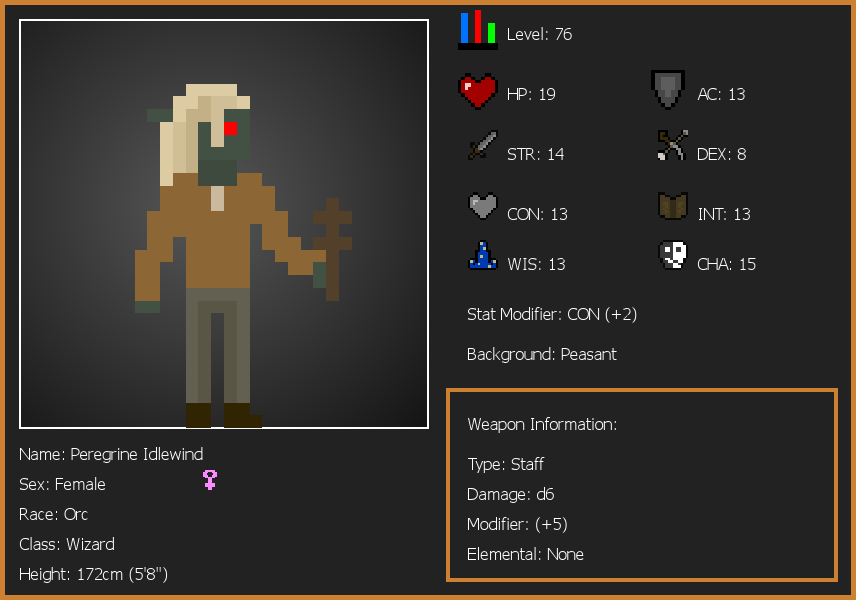 Level: 76
HP: 19
AC: 13
STR: 14
DEX: 8
CON: 13
INT: 13
WIS: 13
CHA: 15
Stat Modifier: CON (+2)
Background: Peasant
Weapon Information:
Type: Staff
Damage: d6
Modifier: (+5)
Elemental: None
Name: Peregrine Idlewind
Sex: Female
Race: Orc
Class: Wizard
Height: 172cm (5'8")